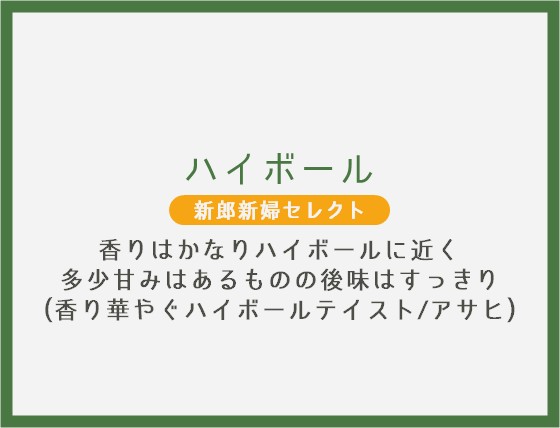 ハイボール
新郎新婦セレクト
香りはかなりハイボールに近く
多少甘みはあるものの後味はすっきり
(香り華やぐハイボールテイスト/アサヒ)